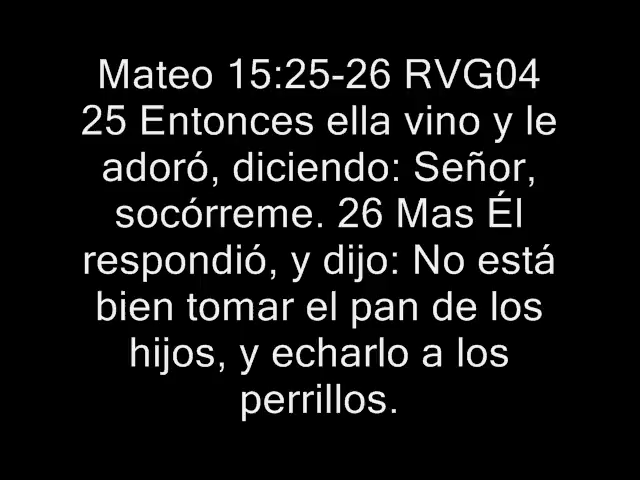 Mateo 15:25-26 RVG04
25 Entonces ella vino y le
adoró, diciendo: Señor,
socórreme. 26 Mas Él
respondió, y dijo: No está
bien tomar el pan de los
hijos, y echarlo a los
perrillos.